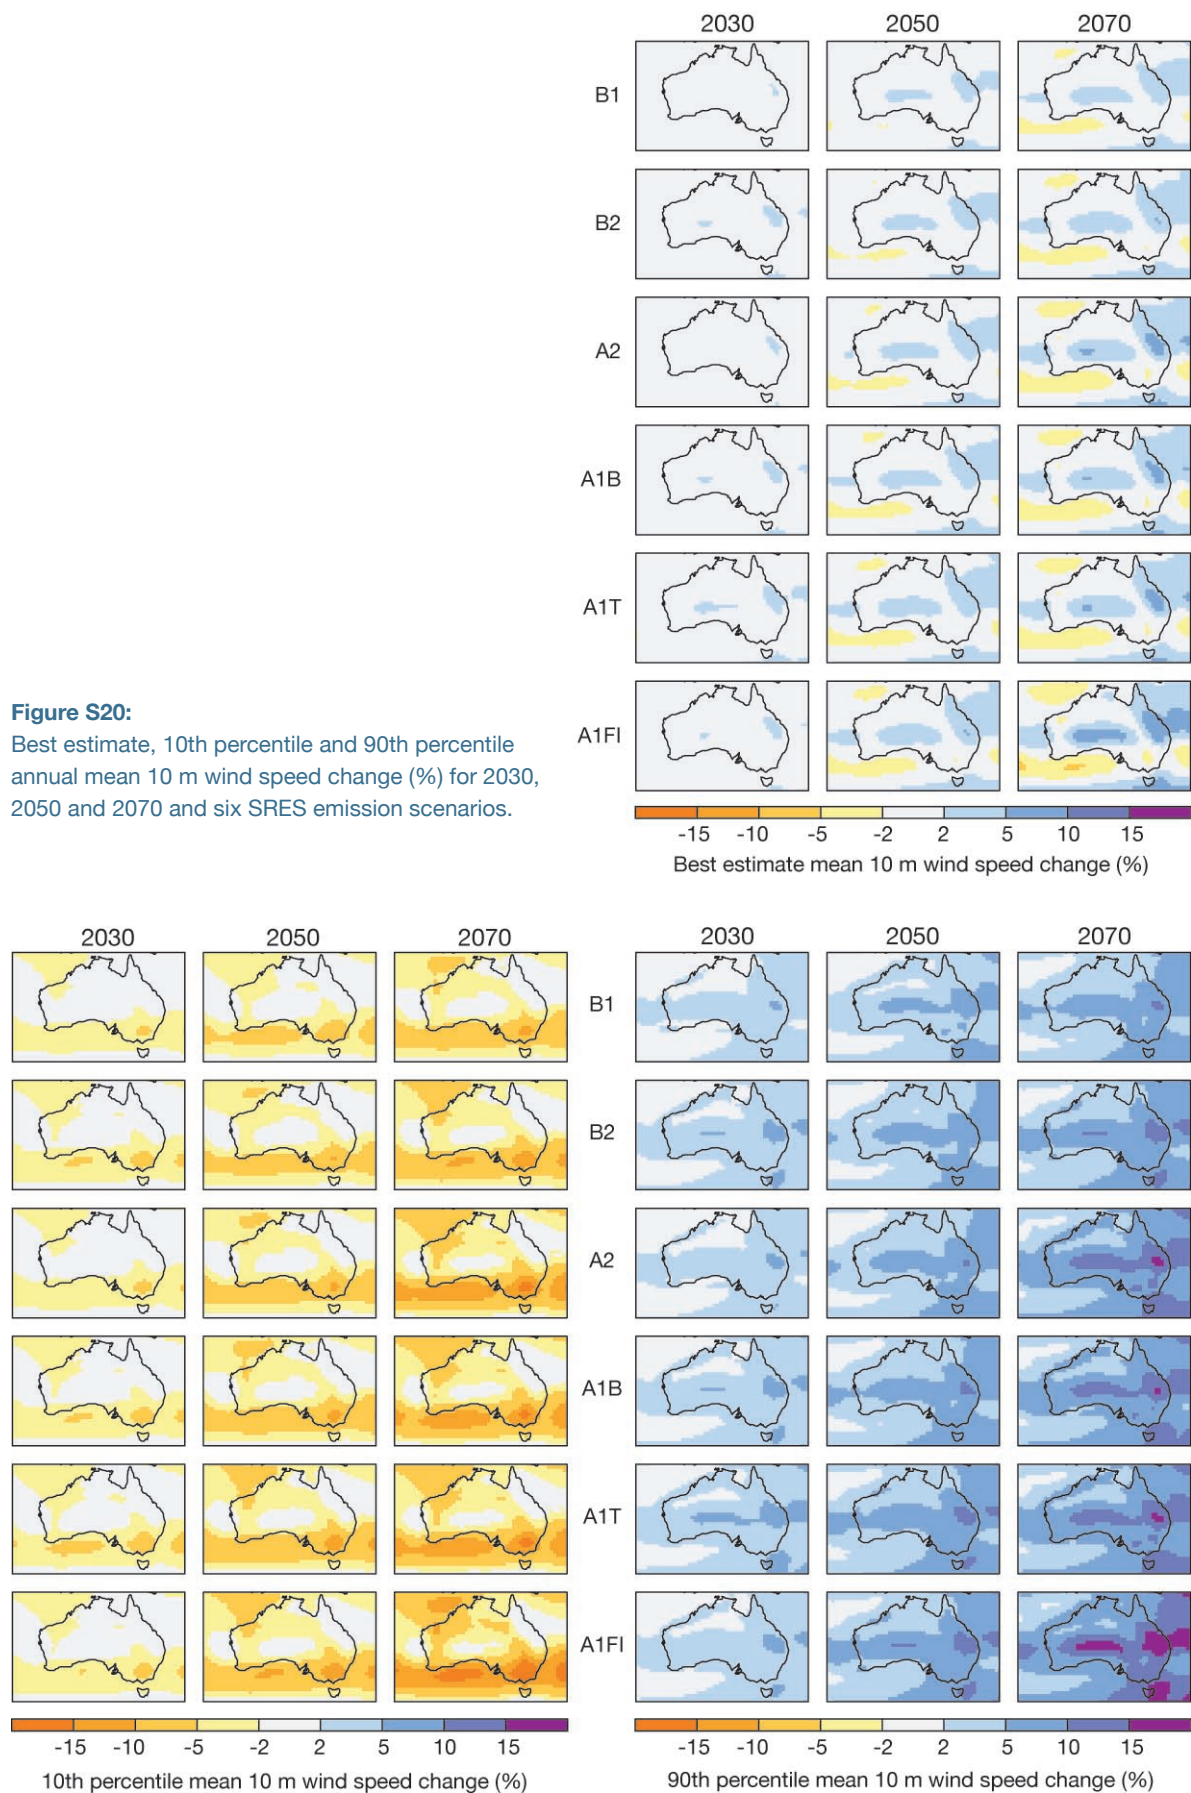 2030 2050 2070
B1
B2
A2
A1B
A1T
A1FI
-15 -10 -5 -2 2 5 10 15
Best estimate mean 10 m wind speed change (%)
Figure S20:
Best estimate, 10th percentile and 90th percentile
annual mean 10 m wind speed change (%) for 2030,
2050 and 2070 and six SRES emission scenarios.
2030 2050 2070 2030 2050 2070
B1
B2
A2
A1B
A1T
A1FI
-15 -10 -5 -2 2 5 10 15
10th percentile mean 10 m wind speed change (%)
-15 -10 -5 -2 2 5 10 15
90th percentile mean 10 m wind speed change (%)